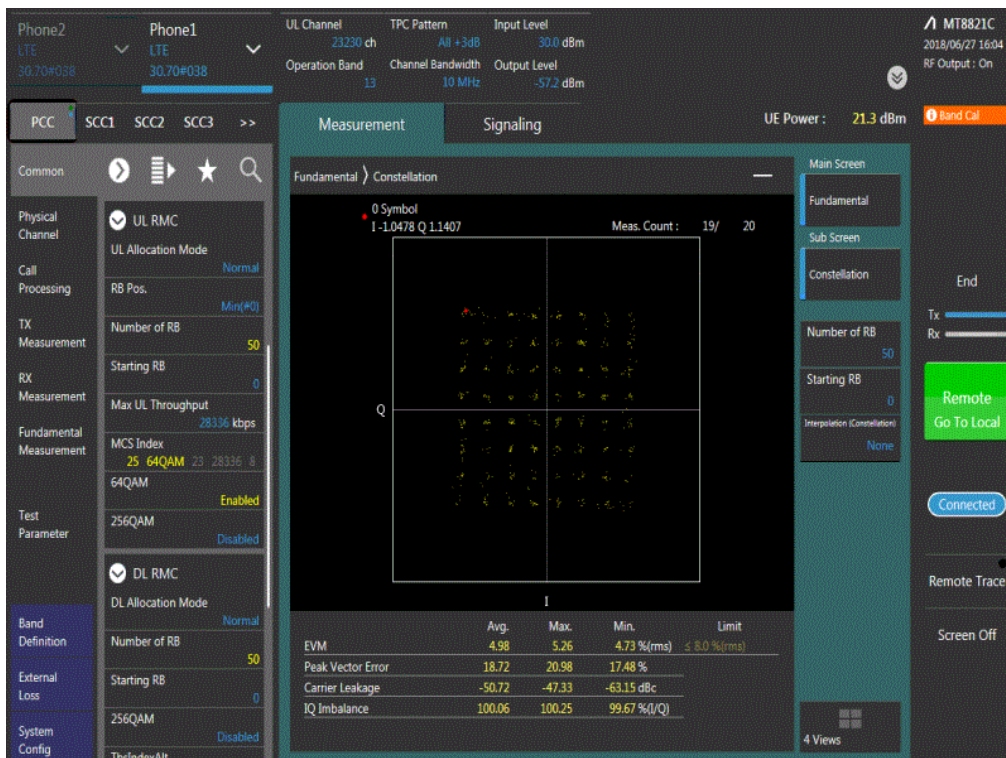 Phone2
LTE
30.70#038
Phone1
LTE
30.70#038
UL Channel
23230 ch
Operation Band
13
TPC Pattern
All +3dB
Channel Bandwidth
10 MHz
Input Level
30.0 dBm
Output Level
-57.2 dBm
MT8821C
2018/06/27 16:04
RF Output : On
PCC SCC1 SCC2 SCC3 >>
Measurement Signaling
UE Power : 21.3 dBm
Band Cal
Common
Physical
Channel
Call
Processing
TX
Measurement
RX
Measurement
Fundamental
Measurement
Test
Parameter
Band
Definition
External
Loss
System
Config
UL RMC
UL Allocation Mode
Normal
RB Pos.
Min(#0)
Number of RB
50
Starting RB
0
Max UL Throughput
28336 kbps
MCS Index
25 64QAM 23 28336 8
64QAM
Enabled
256QAM
Disabled
DL RMC
DL Allocation Mode
Normal
Number of RB
50
Starting RB
0
256QAM
Disabled
TbsIndexAlt
Fundamental 〉 Constellation
0 Symbol
I -1.0478 Q 1.1407
Meas. Count : 19/ 20
Q
I
Avg. Max. Min. Limit
EVM 4.98 5.26 4.73 %(rms) ≤ 8.0 %(rms)
Peak Vector Error 18.72 20.98 17.48 %
Carrier Leakage -50.72 -47.33 -63.15 dBc
IQ Imbalance 100.06 100.25 99.67 %(I/Q)
Main Screen
Fundamental
Sub Screen
Constellation
Number of RB
50
Starting RB
0
Interpolation (Constellation)
None
4 Views
End
Tx
Rx
Remote
Go To Local
Connected
Remote Trace
Screen Off